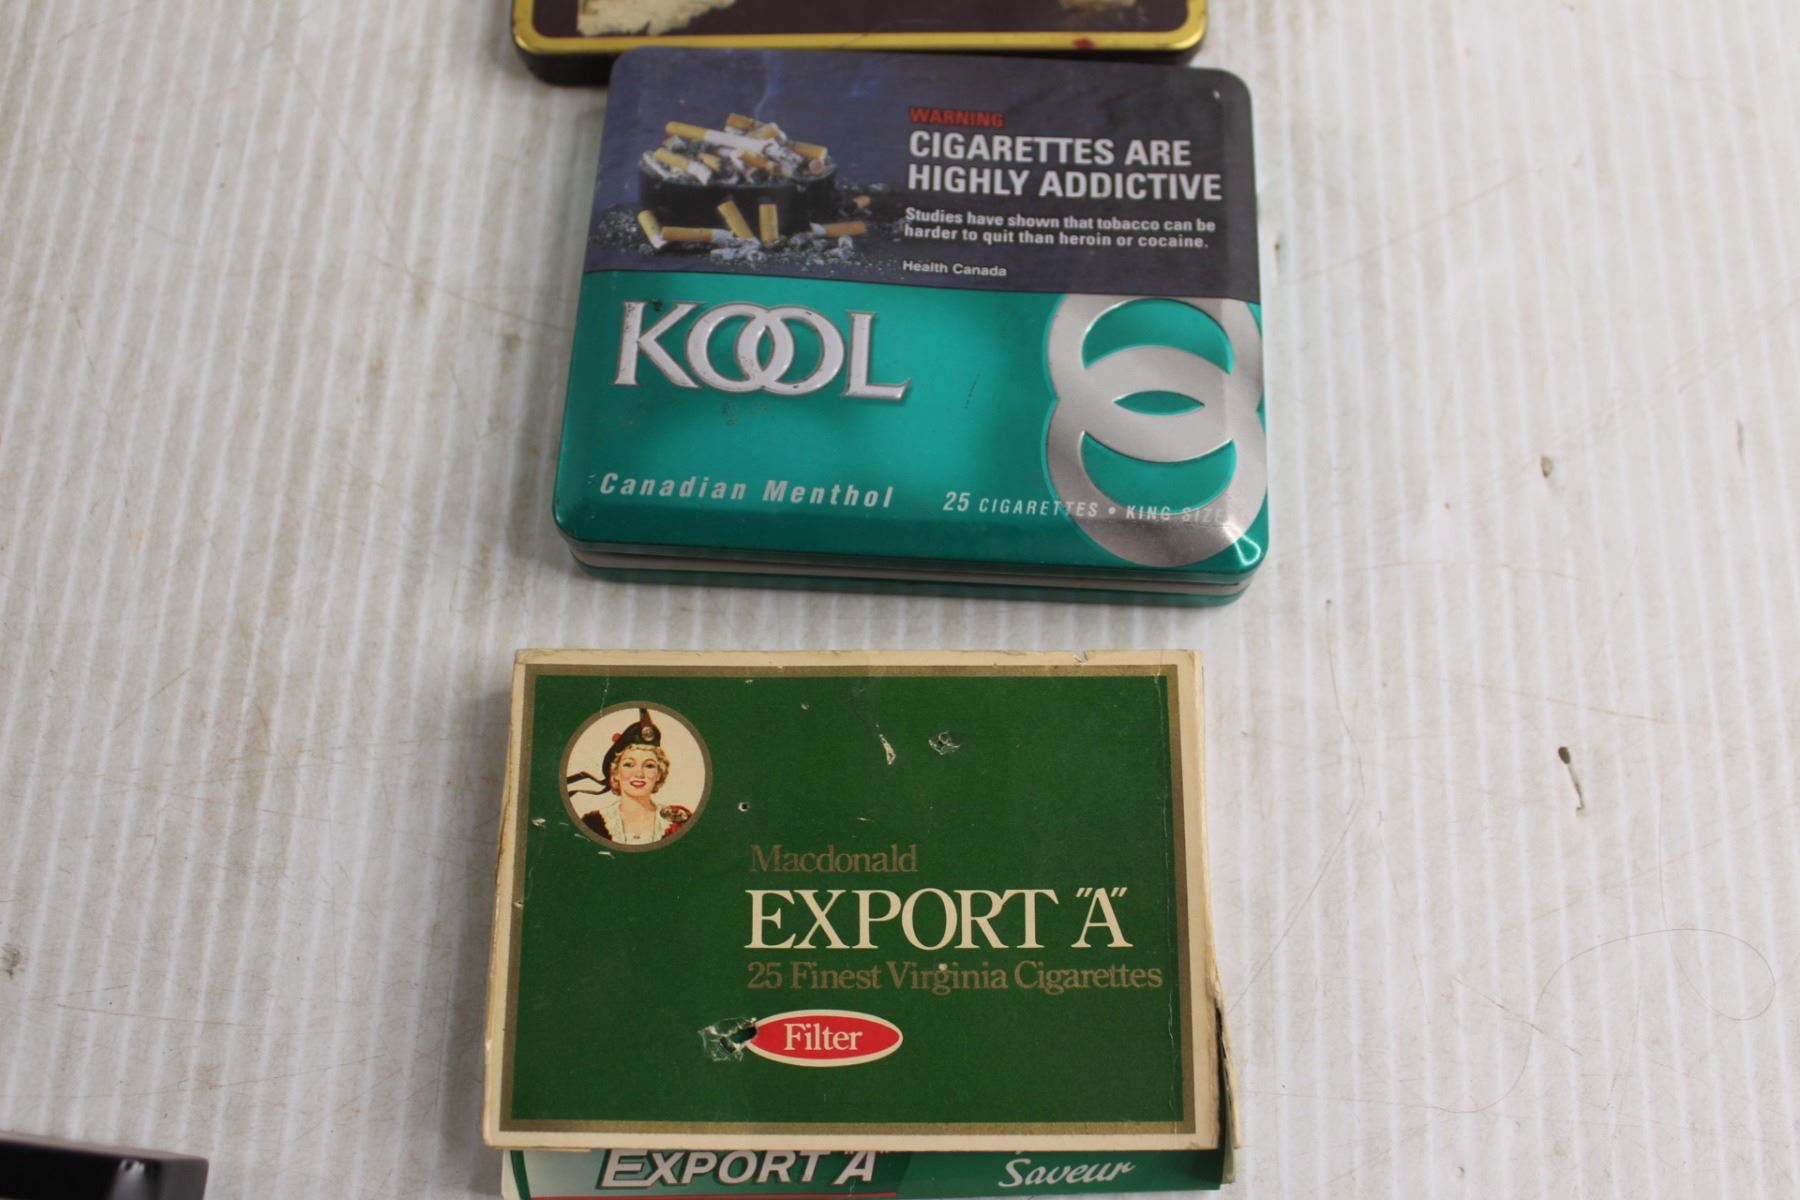 WARNING
CIGARETTES ARE
HIGHLY ADDICTIVE
Studies have shown that tobacco can be
harder to quit than heroin or cocaine.
Health Canada
KOOL
Canadian Menthol
25 CIGARETTES • KING SIZE
Macdonald
EXPORT "A"
25 Finest Virginia Cigarettes
Filter
EXPORT "A"
Saveur